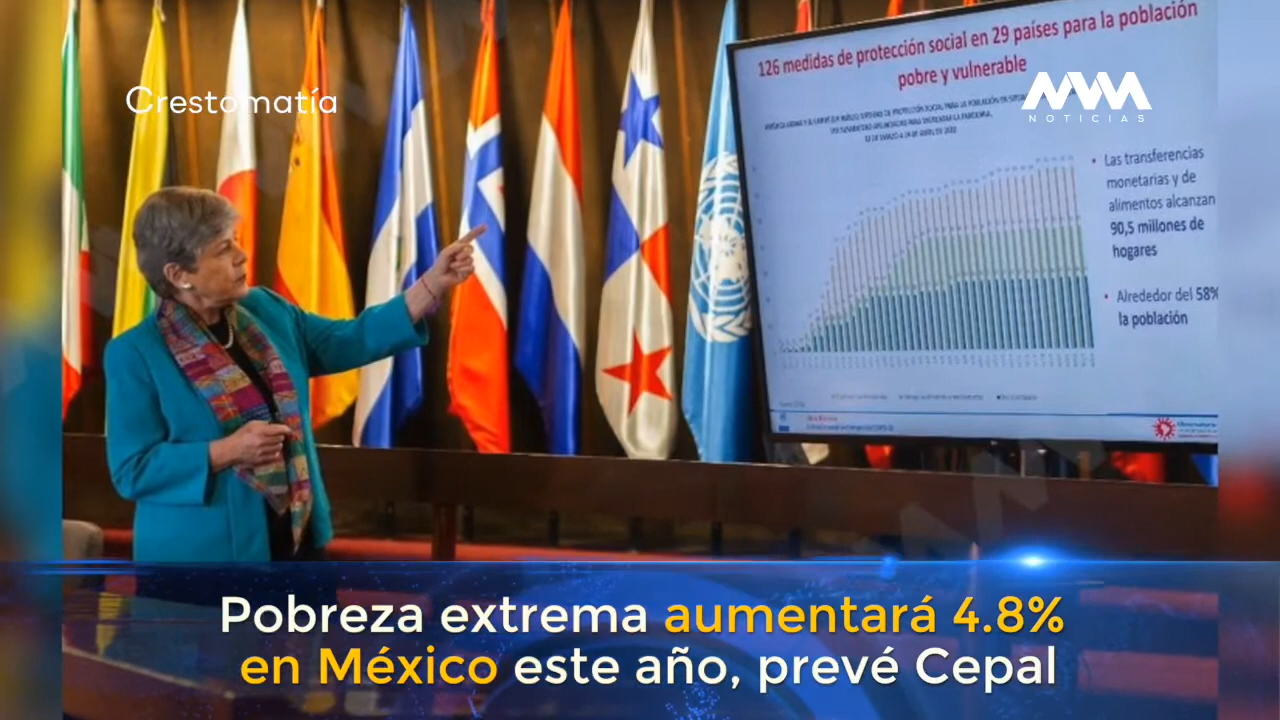 Crestomatía
NOTICIAS
126 medidas de protección social en 29 países para la población
pobre y vulnerable
• Las transferencias
monetarias y de
alimentos alcanzan
90,5 millones de
hogares
• Alrededor del 58%
la población
Pobreza extrema aumentará 4.8%
en México este año, prevé Cepal